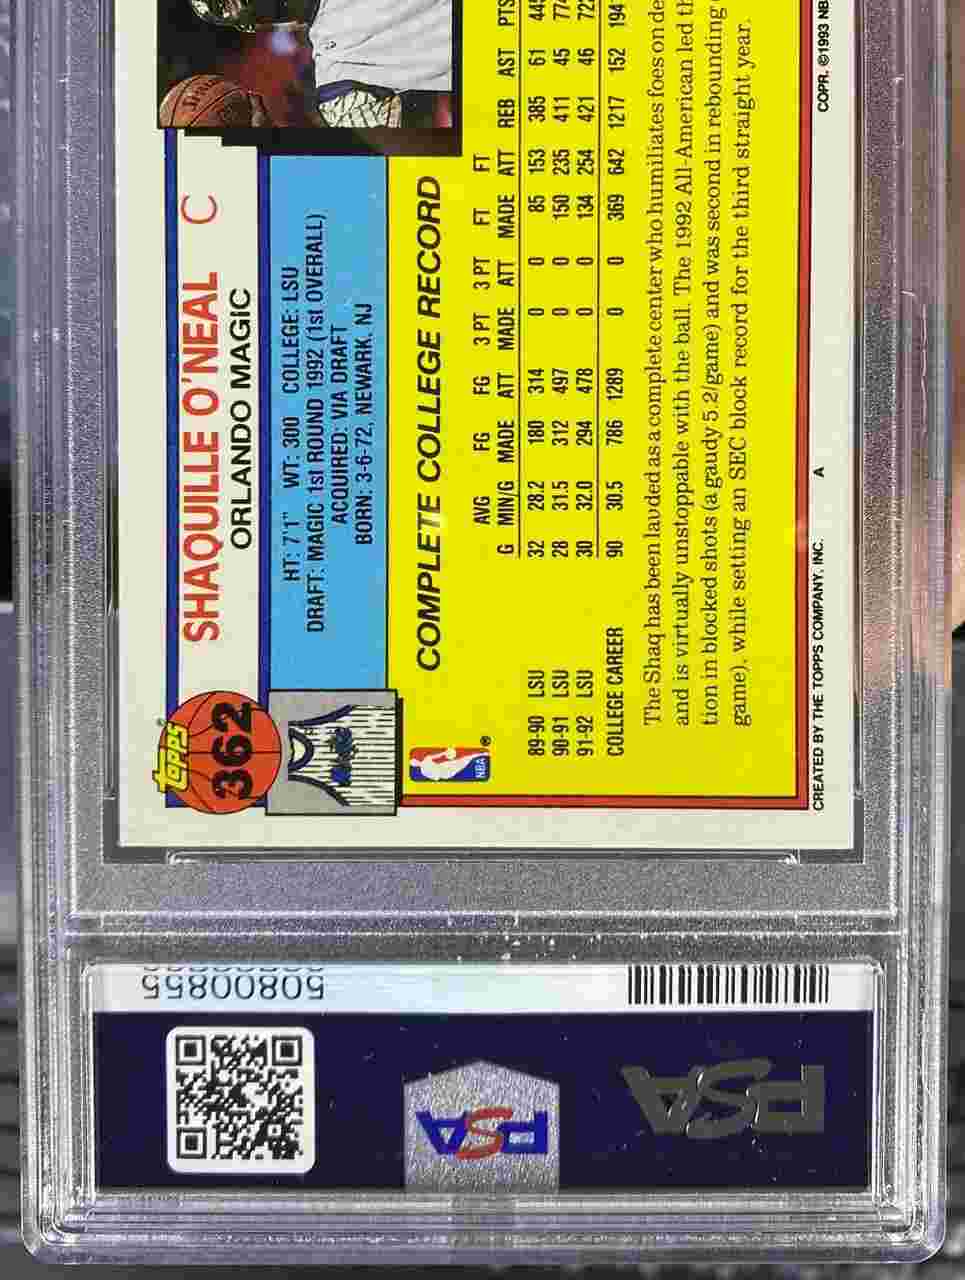 Topps
362
SHAQUILLE O'NEAL C
ORLANDO MAGIC
HT: 7'1" WT: 300 COLLEGE: LSU
DRAFT: MAGIC 1st ROUND 1992 (1st OVERALL)
ACQUIRED: VIA DRAFT
BORN: 3-6-72, NEWARK, NJ
NBA
COMPLETE COLLEGE RECORD
AVG FG FG 3 PT 3 PT FT FT
G MIN/G MADE ATT MADE ATT MADE ATT REB AST PTS
89-90 LSU 32 28.2 180 314 0 0 85 153 385 61 445
90-91 LSU 28 31.5 312 497 0 0 150 235 411 45 774
91-92 LSU 30 32.0 294 478 0 0 134 254 421 46 722
COLLEGE CAREER 90 30.5 786 1289 0 0 369 642 1217 152 194
The Shaq has been lauded as a complete center who humiliates foes on de
and is virtually unstoppable with the ball. The 1992 All-American led th
tion in blocked shots (a gaudy 5.2/game) and was second in rebounding
game), while setting an SEC block record for the third straight year.
CREATED BY THE TOPPS COMPANY, INC. A COPR. ©1993 NB
50800855
PSA
PSA